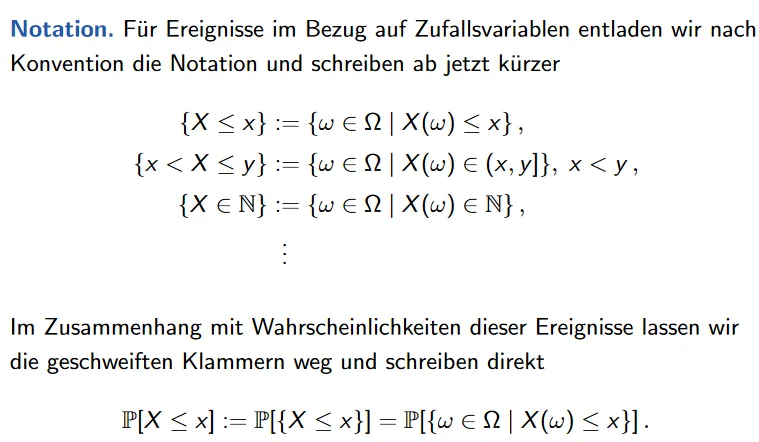 Notation. Für Ereignisse im Bezug auf Zufallsvariablen entladen wir nach
Konvention die Notation und schreiben ab jetzt kürzer
{X ≤ x} := {ω ∈ Ω | X(ω) ≤ x} ,
{x < X ≤ y} := {ω ∈ Ω | X(ω) ∈ (x, y]}, x < y ,
{X ∈ ℕ} := {ω ∈ Ω | X(ω) ∈ ℕ} ,
⋮
Im Zusammenhang mit Wahrscheinlichkeiten dieser Ereignisse lassen wir
die geschweiften Klammern weg und schreiben direkt
ℙ[X ≤ x] := ℙ[{X ≤ x}] = ℙ[{ω ∈ Ω | X(ω) ≤ x}] .